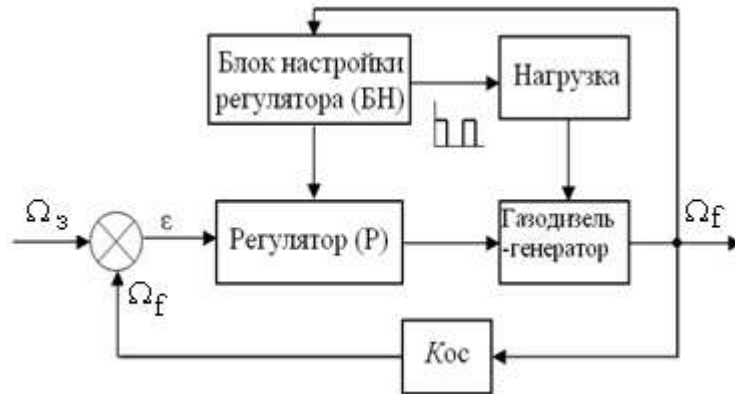 Блок настройки
регулятора (БН)
Нагрузка
Ωз
ε
Регулятор (Р)
Газодизель
-генератор
Ωf
Ωf
Кос